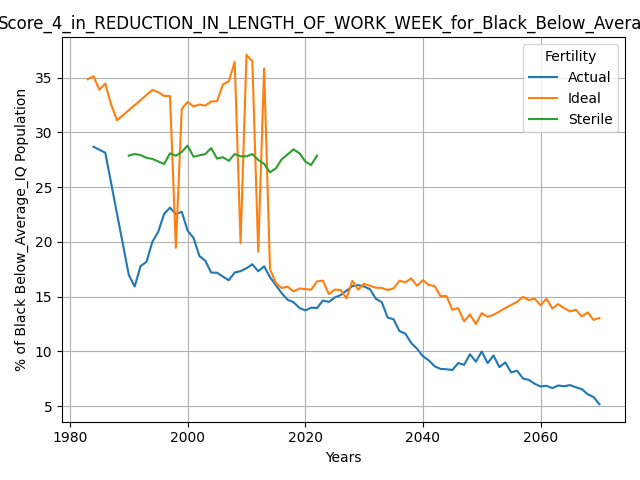 Score_4_in_REDUCTION_IN_LENGTH_OF_WORK_WEEK_for_Black_Below_Avera
Fertility
Actual
Ideal
Sterile
% of Black Below_Average_IQ Population
35
30
25
20
15
10
5
1980
2000
2020
2040
2060
Years